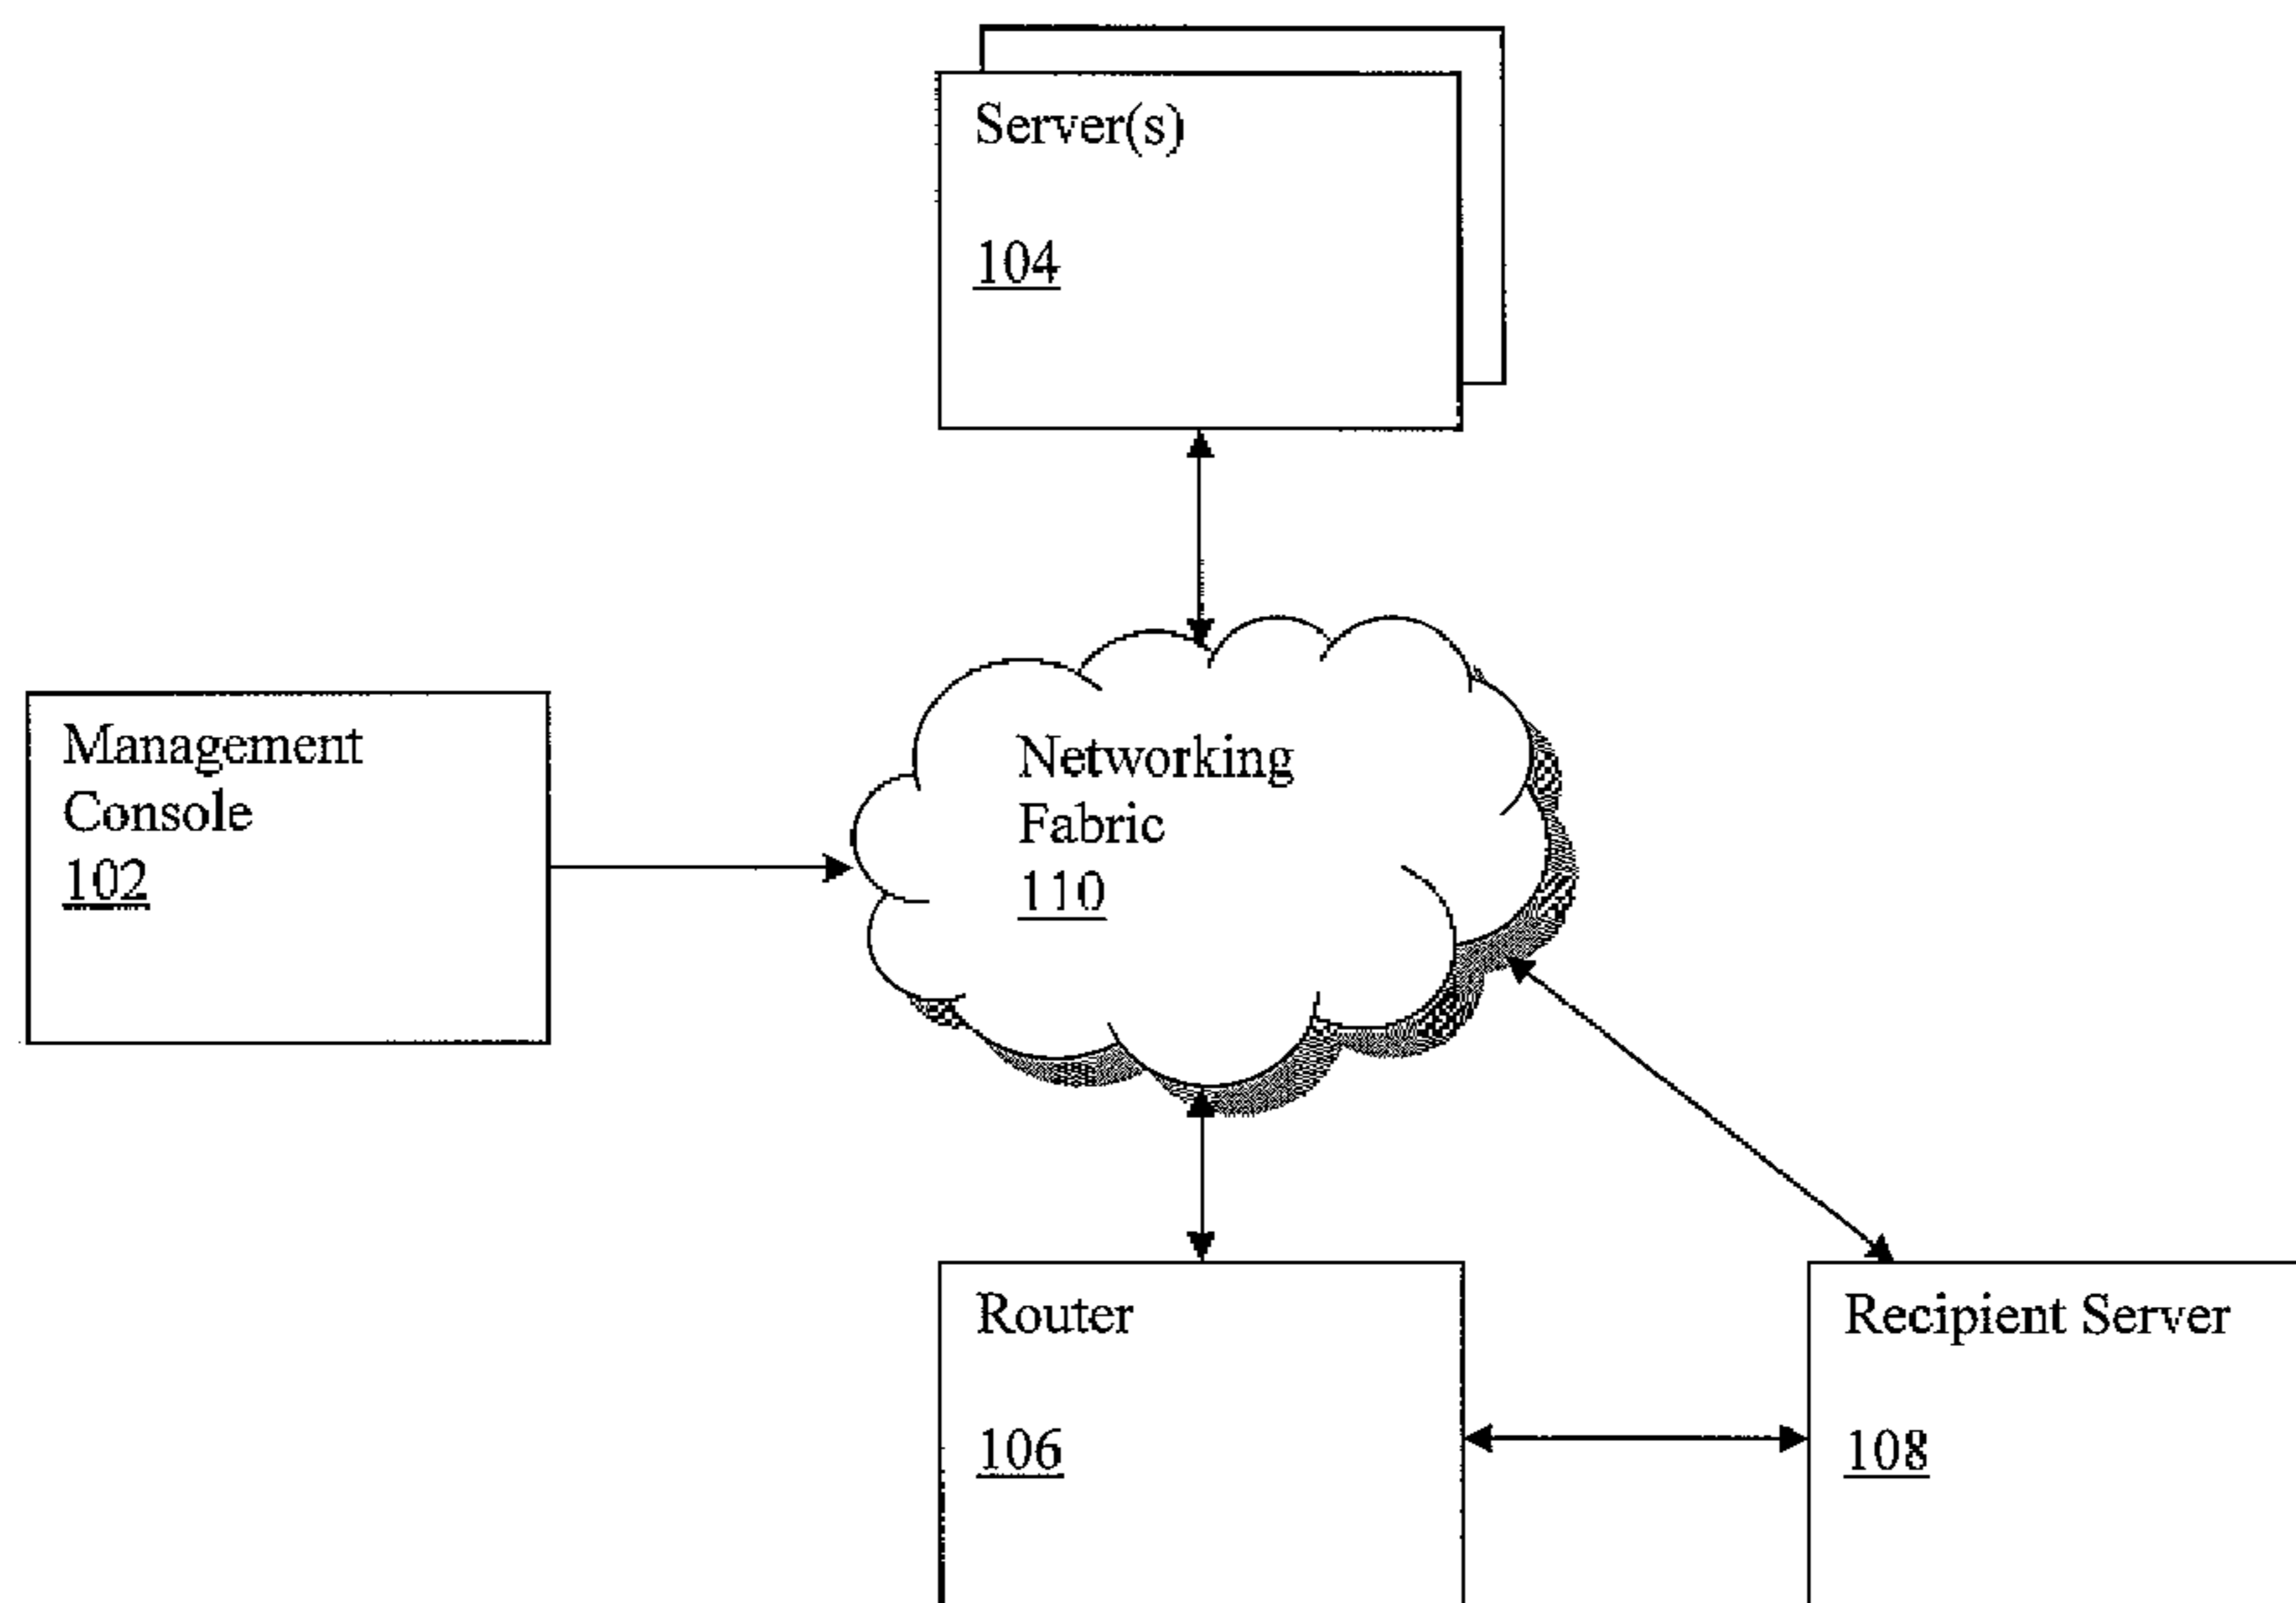 Server(s)
104
Management
Console
102
Networking
Fabric
110
Router
106
Recipient Server
108